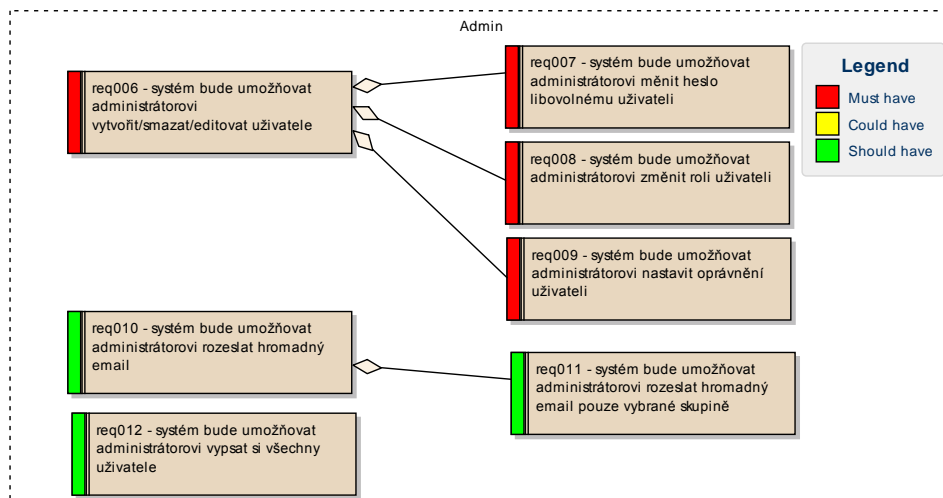 Admin
req006 - systém bude umožňovat
administrátorovi
vytvořit/smazat/editovat uživatele
req007 - systém bude umožňovat
administrátorovi měnit heslo
libovolnému uživateli
req008 - systém bude umožňovat
administrátorovi změnit roli uživateli
req009 - systém bude umožňovat
administrátorovi nastavit oprávnění
uživateli
req010 - systém bude umožňovat
administrátorovi rozeslat hromadný
email
req011 - systém bude umožňovat
administrátorovi rozeslat hromadný
email pouze vybrané skupině
req012 - systém bude umožňovat
administrátorovi vypsat si všechny
uživatele
Legend
Must have
Could have
Should have